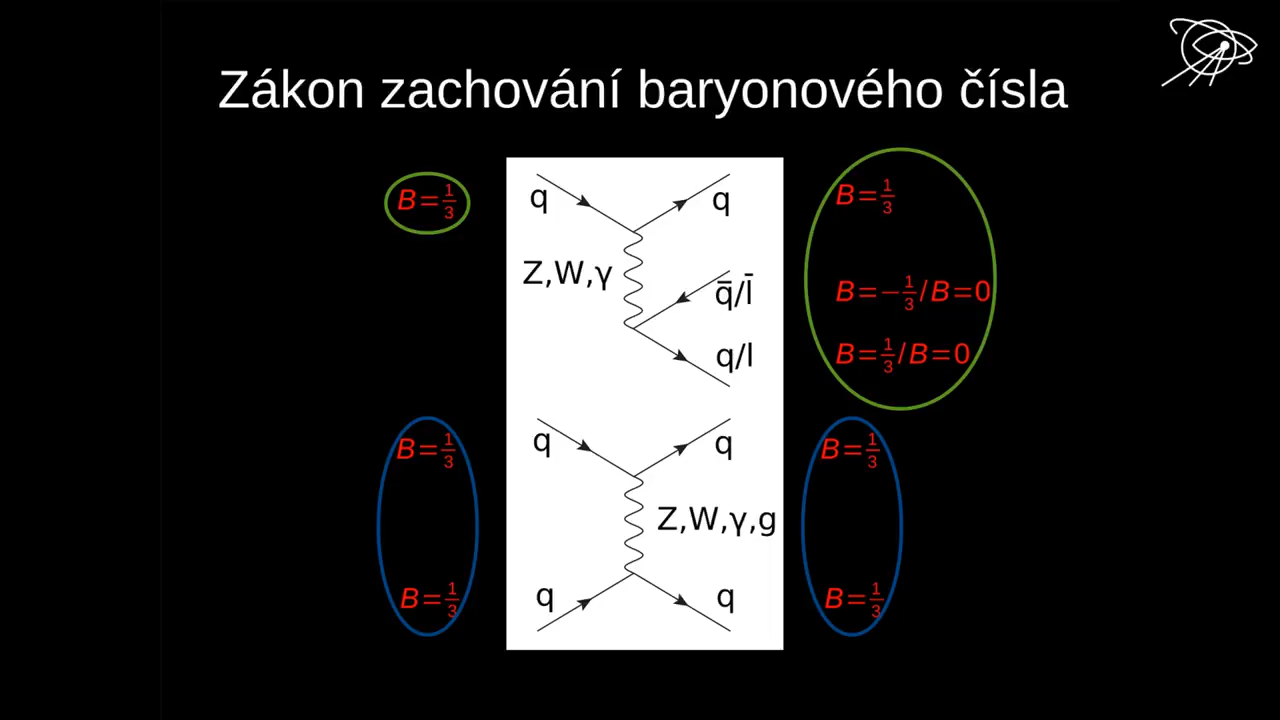 Zákon zachování baryonového čísla
B=1/3
q
q
B=1/3
Z,W,γ
q̄/l̄
B=−1/3/B=0
q/l
B=1/3/B=0
B=1/3
q
q
B=1/3
Z,W,γ,g
B=1/3
q
q
B=1/3